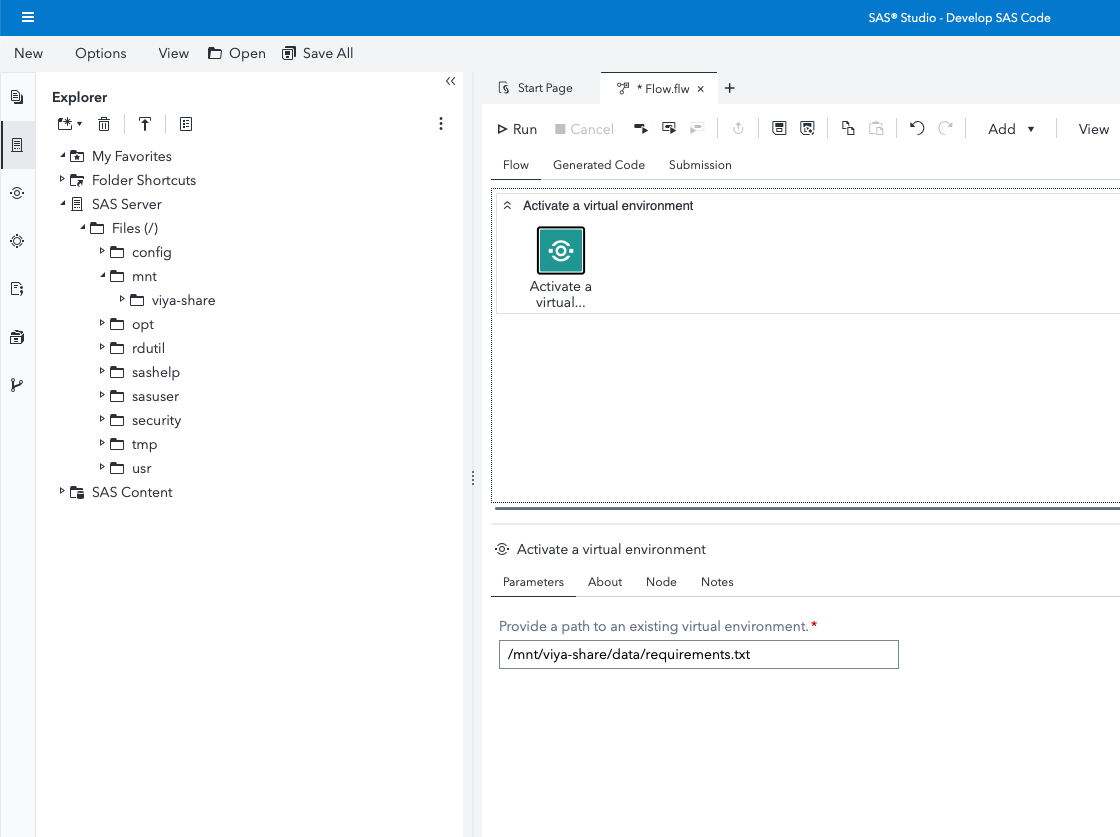 SAS® Studio - Develop SAS Code
New Options View Open Save All
Explorer
My Favorites
Folder Shortcuts
SAS Server
Files (/)
config
mnt
viya-share
opt
rdutil
sashelp
sasuser
security
tmp
usr
SAS Content
Start Page * Flow.flw × +
Run Cancel Add View
Flow Generated Code Submission
Activate a virtual environment
Activate a
virtual...
Activate a virtual environment
Parameters About Node Notes
Provide a path to an existing virtual environment.*
/mnt/viya-share/data/requirements.txt